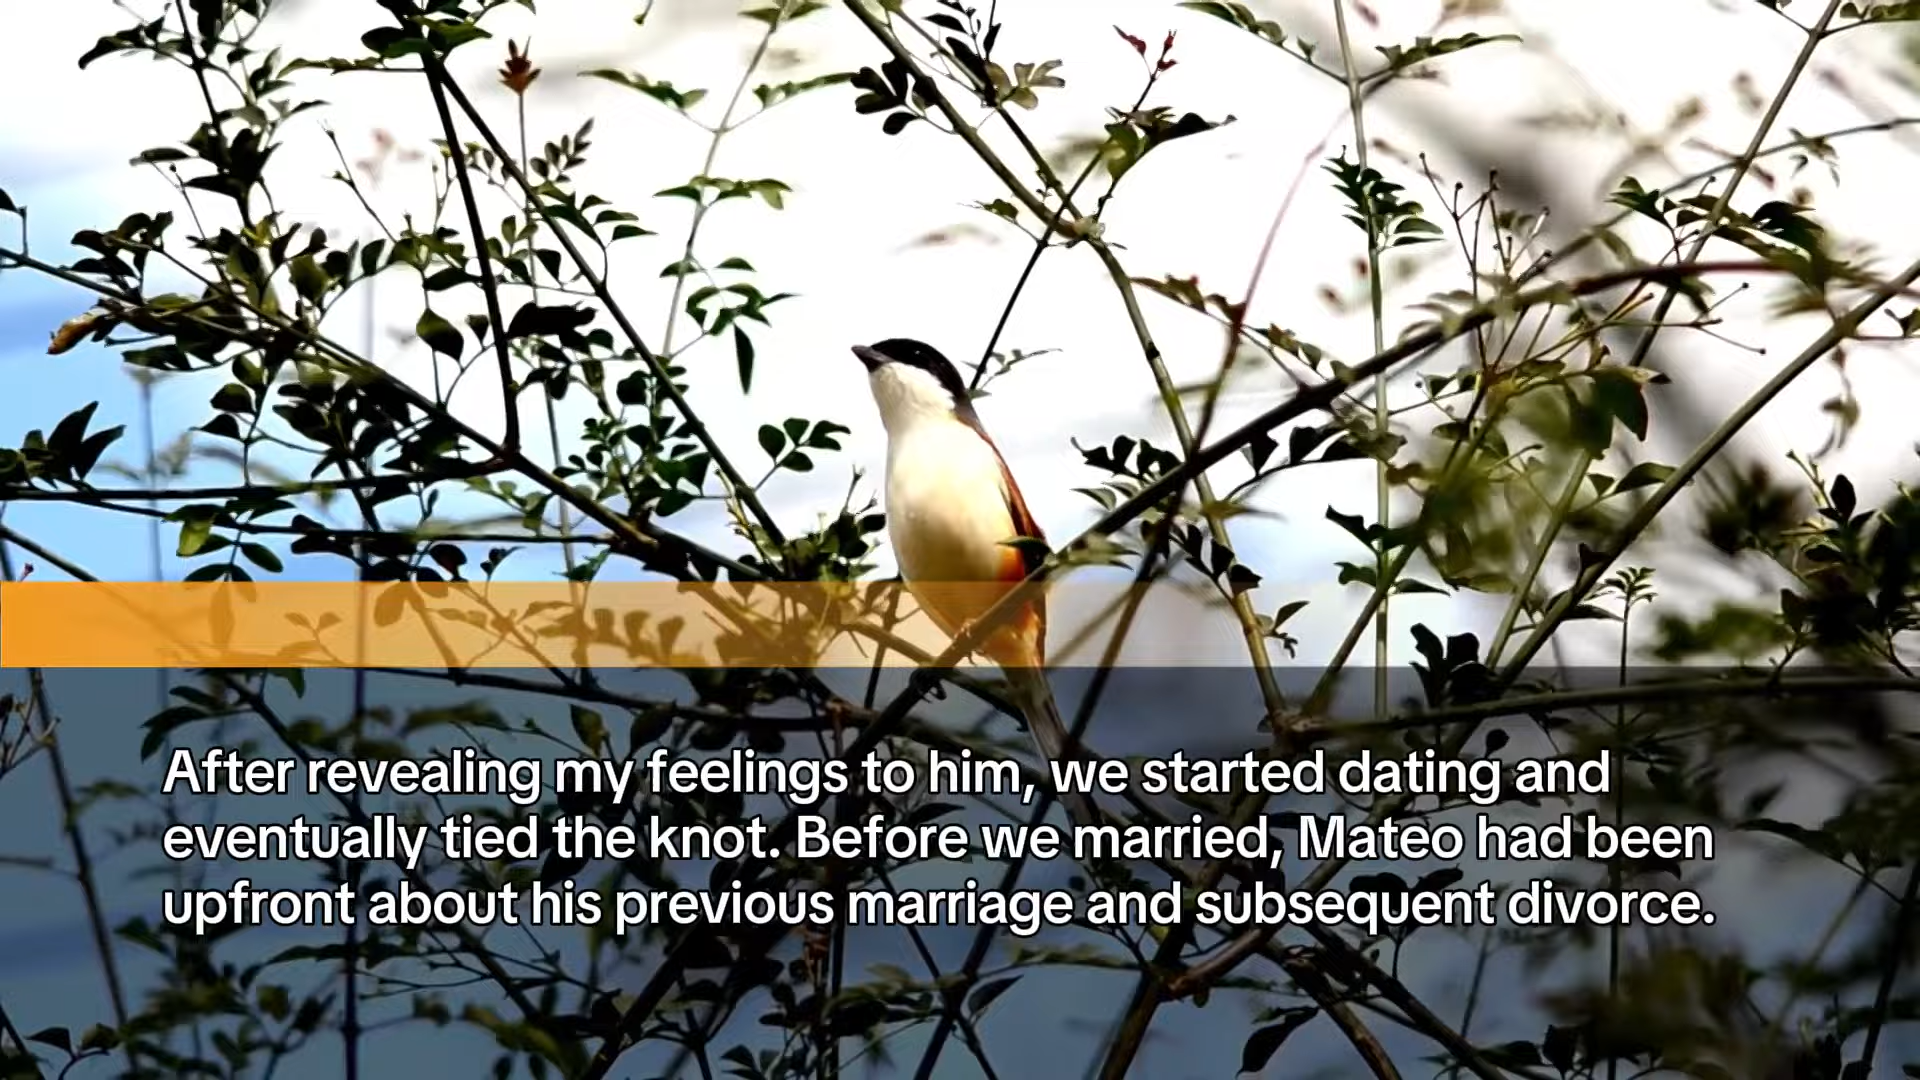 After revealing my feelings to him, we started dating and
eventually tied the knot. Before we married, Mateo had been
upfront about his previous marriage and subsequent divorce.